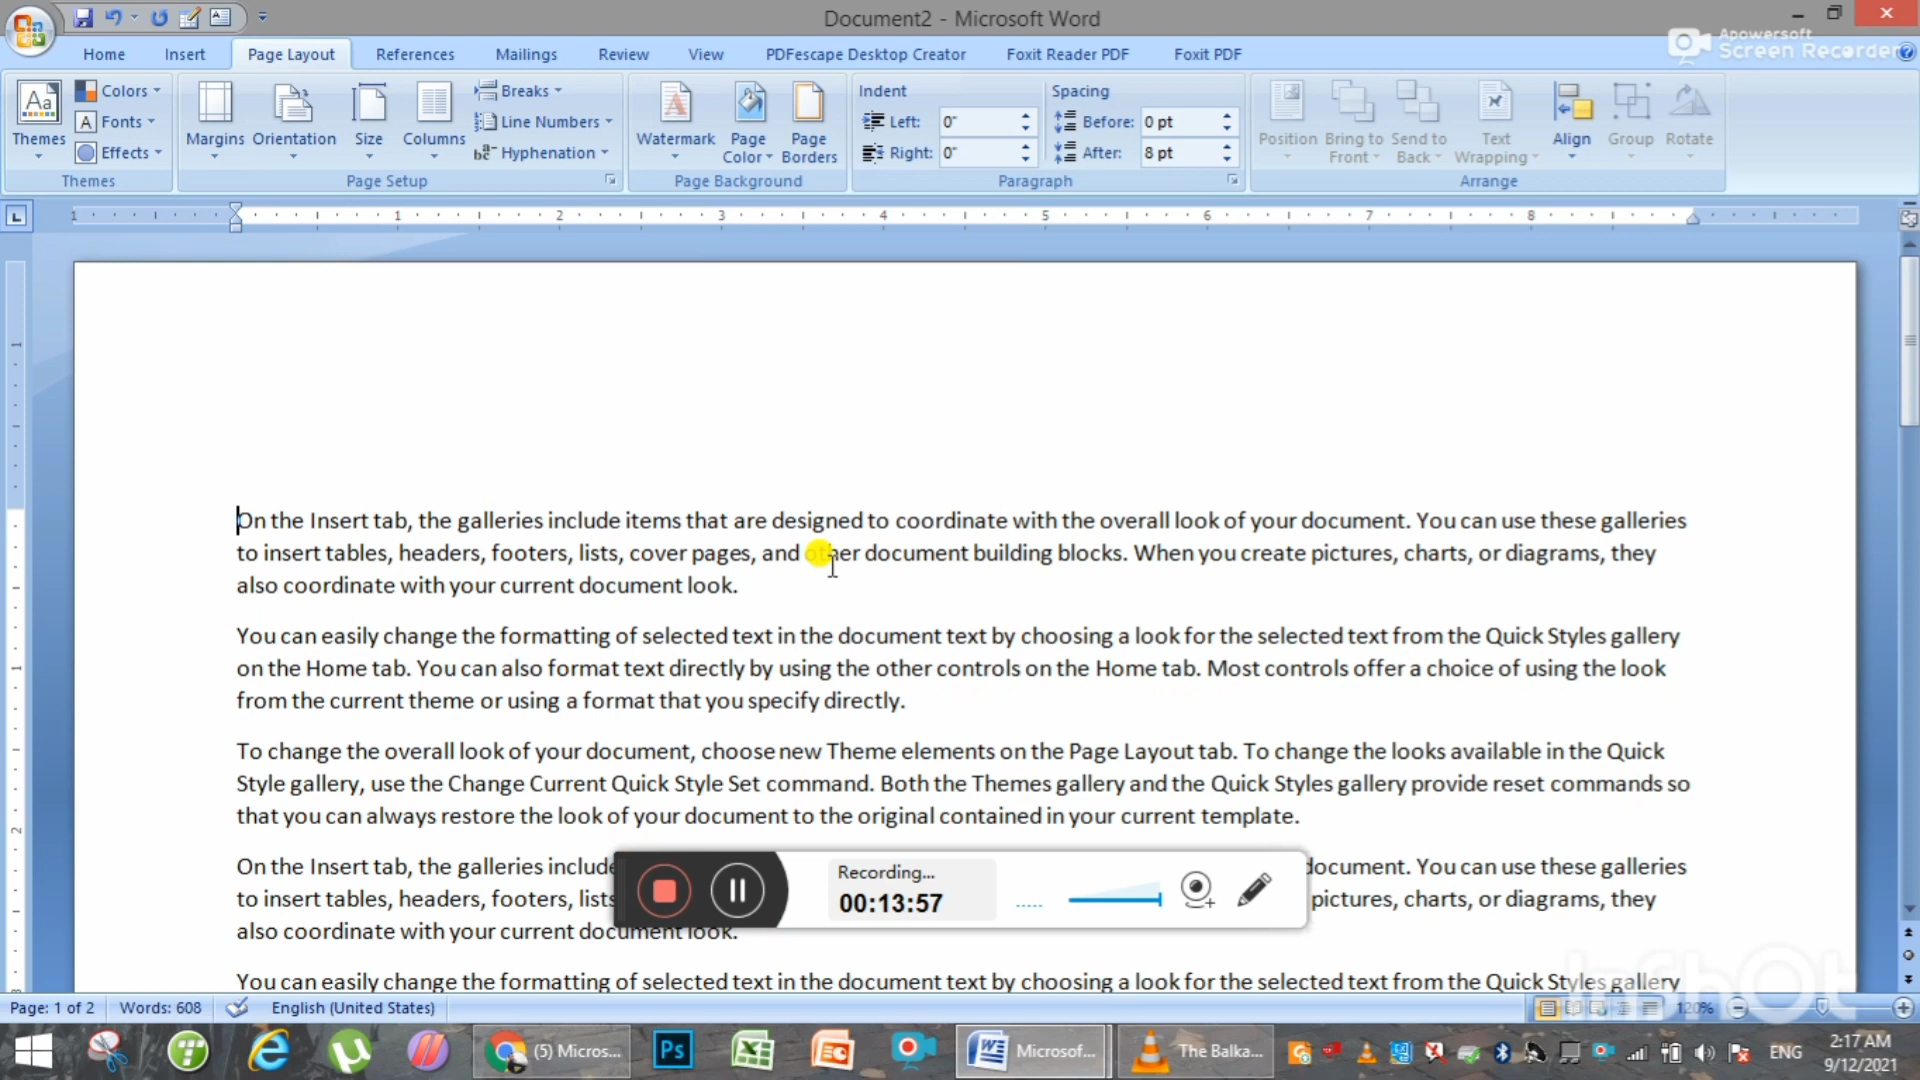 Document2 - Microsoft Word
Apowersoft
Screen Recorder
Home Insert Page Layout References Mailings Review View PDFescape Desktop Creator Foxit Reader PDF Foxit PDF
Aa Themes Colors Fonts Effects
Margins Orientation Size Columns Breaks Line Numbers Hyphenation
Watermark Page Color Page Borders
Indent Left: 0" Right: 0"
Spacing Before: 0 pt After: 8 pt
Position Bring to Front Send to Back Text Wrapping Align Group Rotate
Themes Page Setup Page Background Paragraph Arrange
1 1 2 3 4 5 6 7 8
On the Insert tab, the galleries include items that are designed to coordinate with the overall look of your document. You can use these galleries
to insert tables, headers, footers, lists, cover pages, and other document building blocks. When you create pictures, charts, or diagrams, they
also coordinate with your current document look.
You can easily change the formatting of selected text in the document text by choosing a look for the selected text from the Quick Styles gallery
on the Home tab. You can also format text directly by using the other controls on the Home tab. Most controls offer a choice of using the look
from the current theme or using a format that you specify directly.
To change the overall look of your document, choose new Theme elements on the Page Layout tab. To change the looks available in the Quick
Style gallery, use the Change Current Quick Style Set command. Both the Themes gallery and the Quick Styles gallery provide reset commands so
that you can always restore the look of your document to the original contained in your current template.
On the Insert tab, the galleries include document. You can use these galleries
to insert tables, headers, footers, lists pictures, charts, or diagrams, they
also coordinate with your current document look.
Recording...
00:13:57
You can easily change the formatting of selected text in the document text by choosing a look for the selected text from the Quick Styles gallery
Page: 1 of 2 Words: 608 English (United States) 120%
(5) Micros... Ps Microsof... The Balka... ENG 2:17 AM
9/12/2021